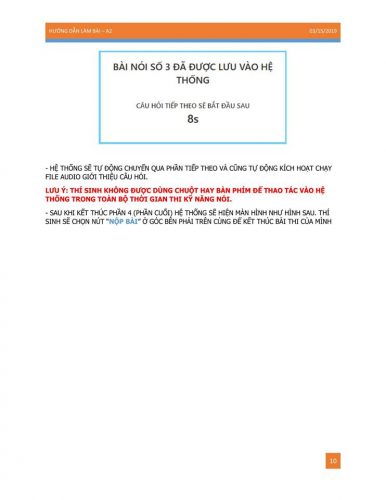 HƯỚNG DẪN LÀM BÀI – A2
03/15/2019
BÀI NÓI SỐ 3 ĐÃ ĐƯỢC LƯU VÀO HỆ
THỐNG
CÂU HỎI TIẾP THEO SẼ BẮT ĐẦU SAU
8s
- HỆ THỐNG SẼ TỰ ĐỘNG CHUYỂN QUA PHẦN TIẾP THEO VÀ CŨNG TỰ ĐỘNG KÍCH HOẠT CHẠY
FILE AUDIO GIỚI THIỆU CÂU HỎI.
LƯU Ý: THÍ SINH KHÔNG ĐƯỢC DÙNG CHUỘT HAY BÀN PHÍM ĐỂ THAO TÁC VÀO HỆ
THỐNG TRONG TOÀN BỘ THỜI GIAN THI KỸ NĂNG NÓI.
- SAU KHI KẾT THÚC PHẦN 4 (PHẦN CUỐI) HỆ THỐNG SẼ HIỆN MÀN HÌNH NHƯ HÌNH SAU. THÍ
SINH SẼ CHỌN NÚT “NỘP BÀI” Ở GÓC BÊN PHẢI TRÊN CÙNG ĐỂ KẾT THÚC BÀI THI CỦA MÌNH
10